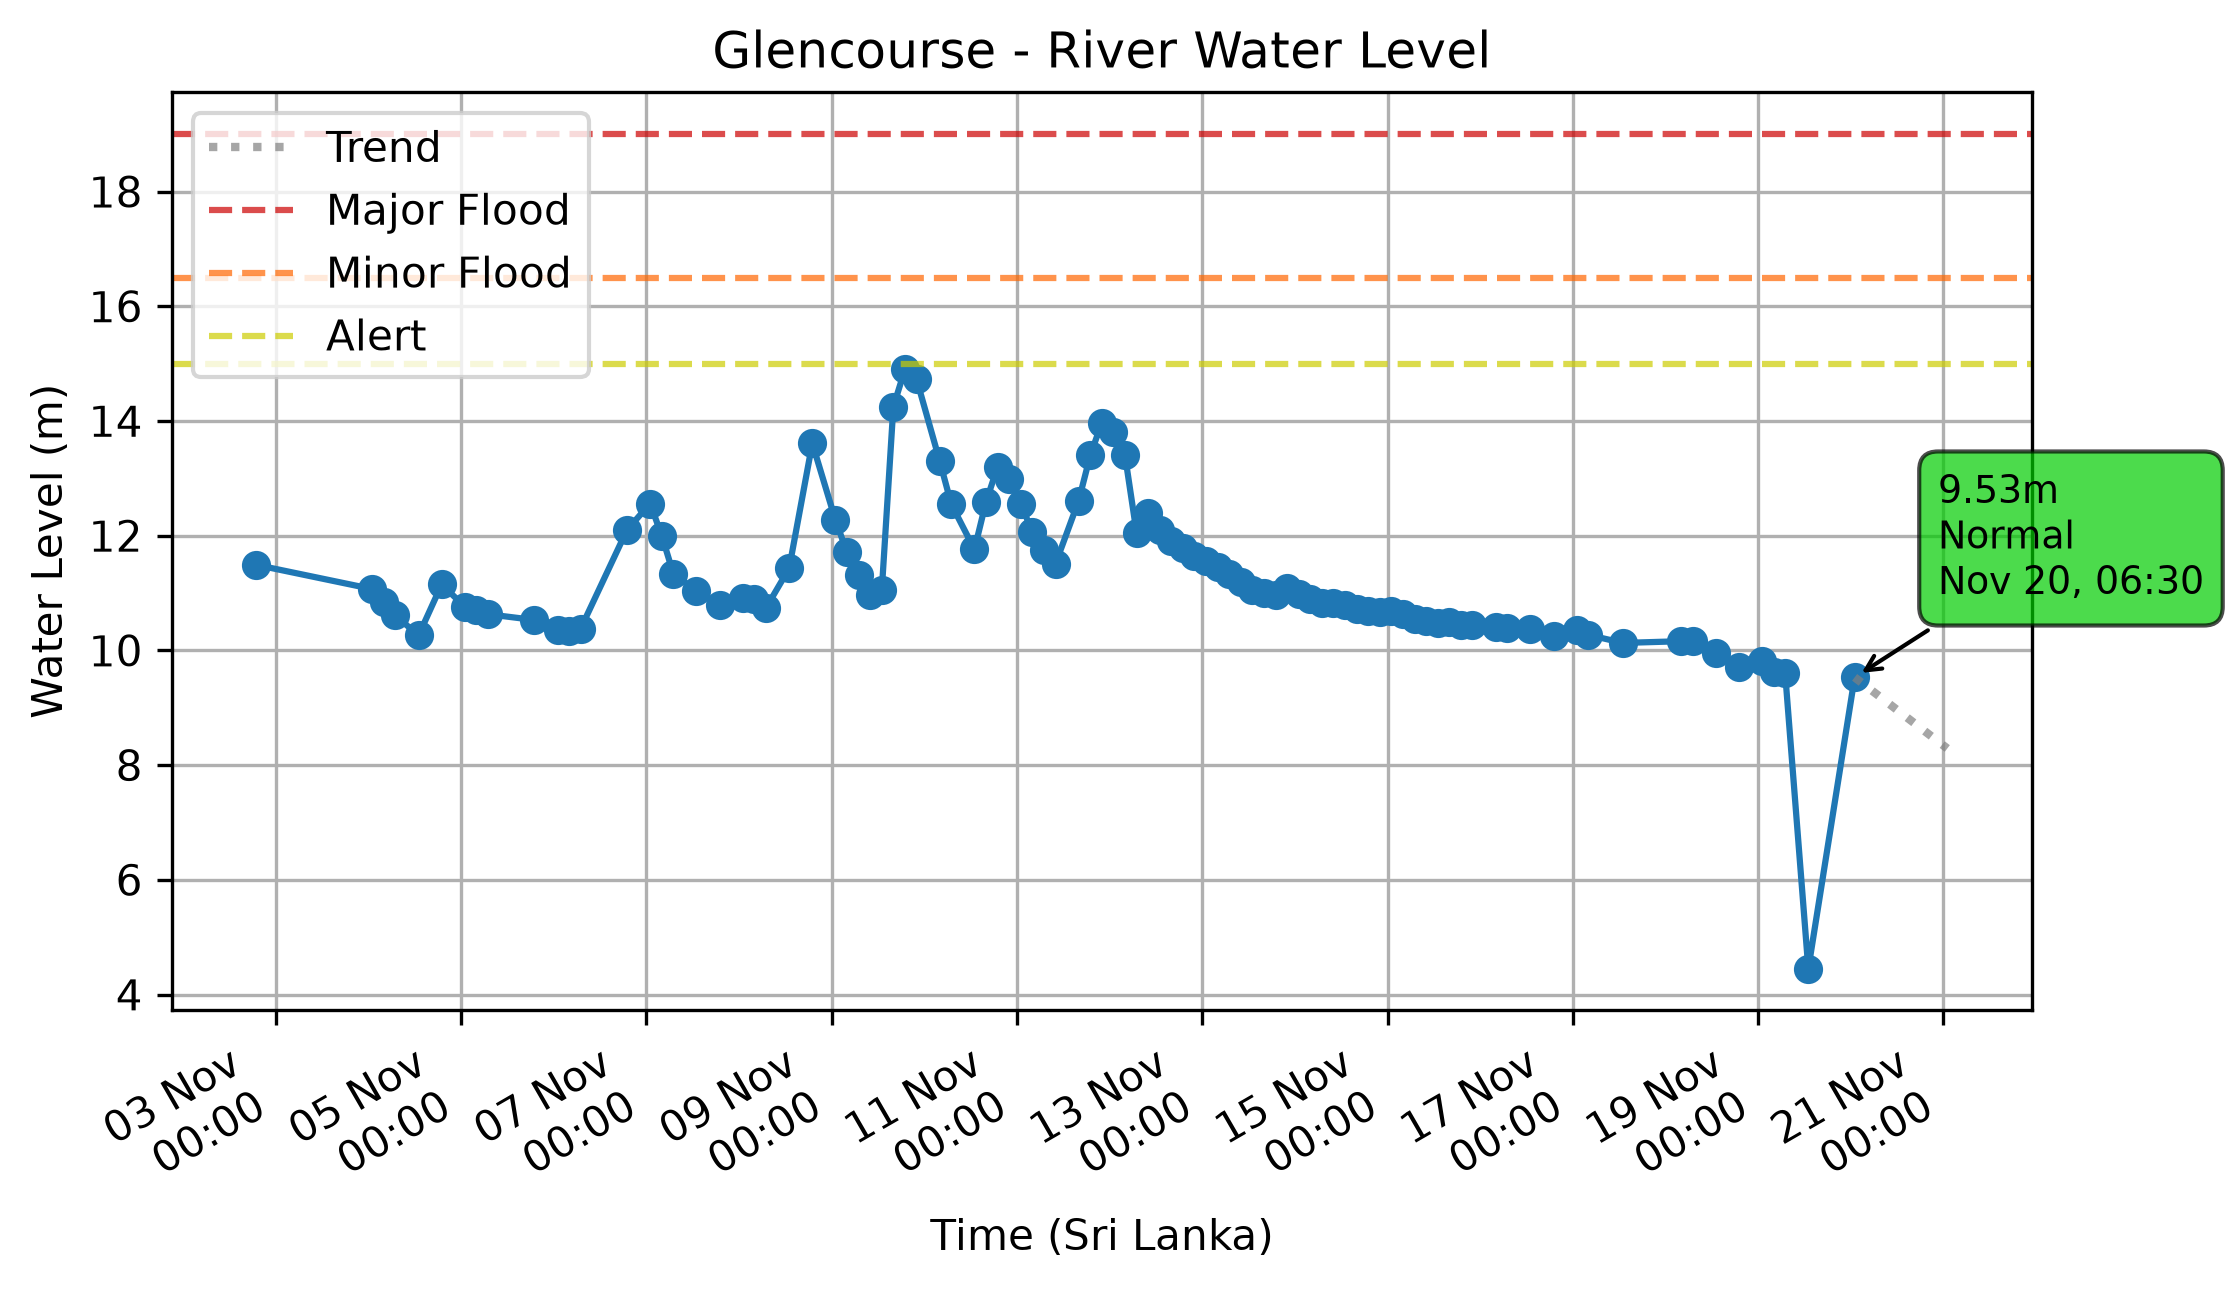 Glencourse - River Water Level
Trend
Major Flood
Minor Flood
Alert
18
16
14
12
10
8
6
4
Water Level (m)
9.53m
Normal
Nov 20, 06:30
03 Nov
00:00
05 Nov
00:00
07 Nov
00:00
09 Nov
00:00
11 Nov
00:00
13 Nov
00:00
15 Nov
00:00
17 Nov
00:00
19 Nov
00:00
21 Nov
00:00
Time (Sri Lanka)